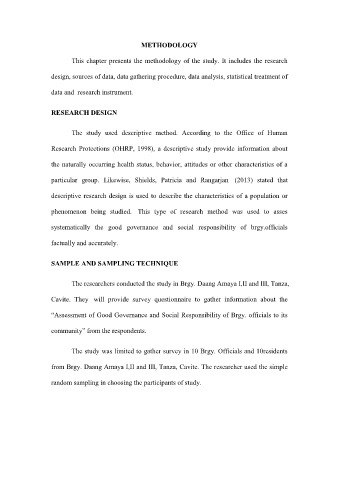 METHODOLOGY
This chapter presents the methodology of the study. It includes the research
design, sources of data, data gathering procedure, data analysis, statistical treatment of
data and research instrument.
RESEARCH DESIGN
The study used descriptive method. According to the Office of Human
Research Protections (OHRP, 1998), a descriptive study provide information about
the naturally occurring health status, behavior, attitudes or other characteristics of a
particular group. Likewise, Shields, Patricia and Rangarjan (2013) stated that
descriptive research design is used to describe the characteristics of a population or
phenomenon being studied. This type of research method was used to asses
systematically the good governance and social responsibility of brgy.officials
factually and accurately.
SAMPLE AND SAMPLING TECHNIQUE
The researchers conducted the study in Brgy. Daang Amaya I,II and III, Tanza,
Cavite. They will provide survey questionnaire to gather information about the
“Assessment of Good Governance and Social Responsibility of Brgy. officials to its
community” from the respondents.
The study was limited to gather survey in 10 Brgy. Officials and 10residents
from Brgy. Daang Amaya I,II and III, Tanza, Cavite. The researcher used the simple
random sampling in choosing the participants of study.